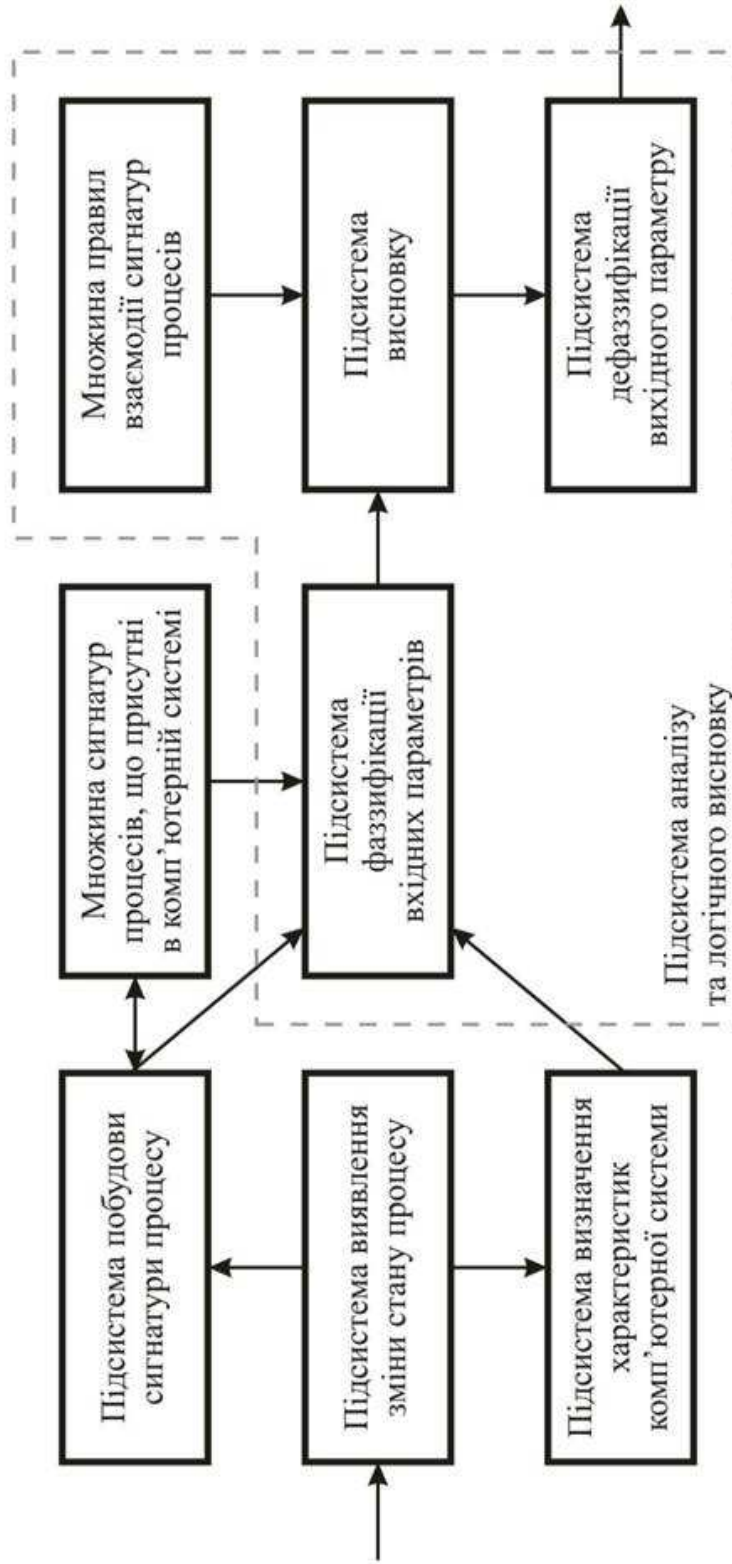 Підсистема побудови
сигнатури процесу
Множина сигнатур
процесів, що присутні
в комп’ютерній системі
Множина правил
взаємодії сигнатур
процесів
Підсистема виявлення
зміни стану процесу
Підсистема
фаззифікації
вхідних параметрів
Підсистема
висновку
Підсистема визначення
характеристик
комп’ютерної системи
Підсистема аналізу
та логічного висновку
Підсистема
дефаззифікації
вихідного параметру